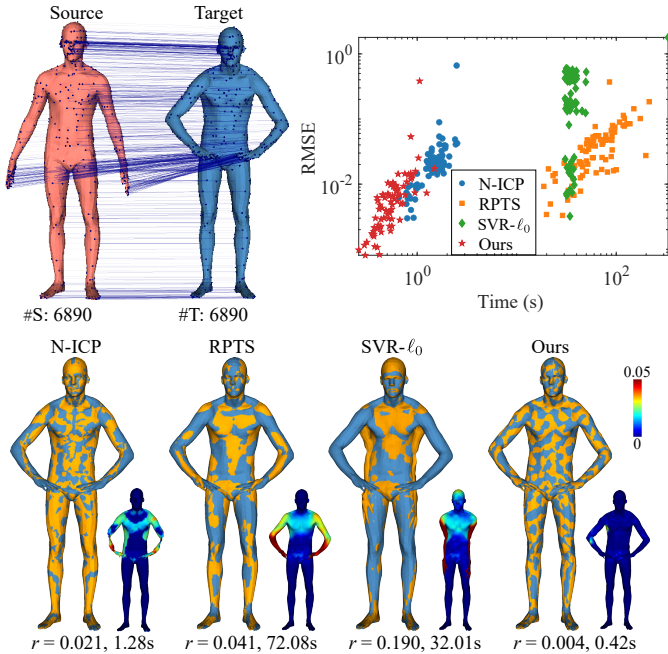 Source
Target
#S: 6890
#T: 6890
RMSE
10^0
10^-2
N-ICP
RPTS
SVR-ℓ₀
Ours
10^0
10^2
Time (s)
N-ICP
RPTS
SVR-ℓ₀
Ours
0.05
0
r = 0.021, 1.28s
r = 0.041, 72.08s
r = 0.190, 32.01s
r = 0.004, 0.42s